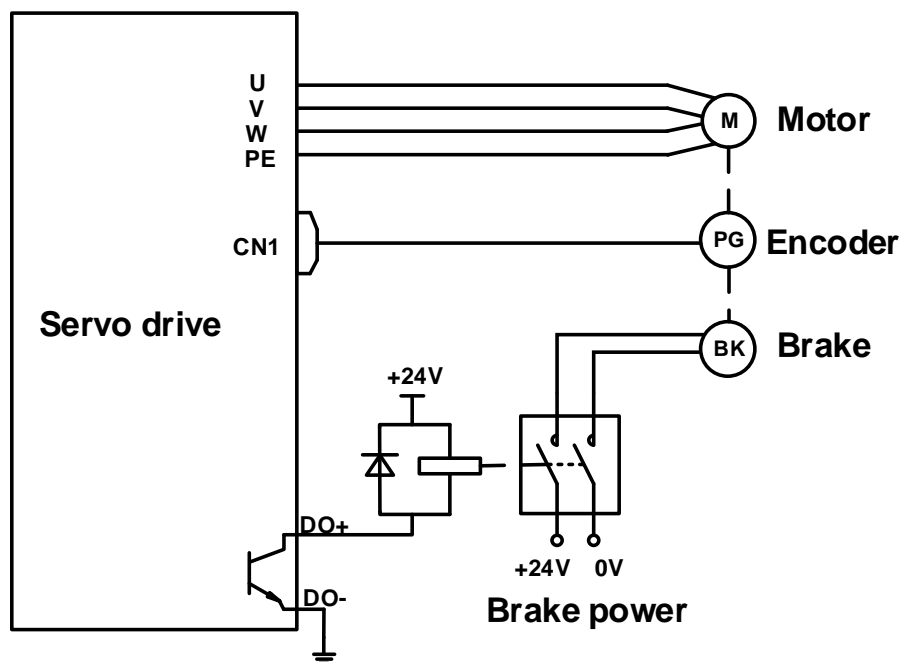 U
V
W
PE
M
Motor
CN1
PG
Encoder
Servo drive
BK
Brake
+24V
DO+
DO-
+24V 0V
Brake power